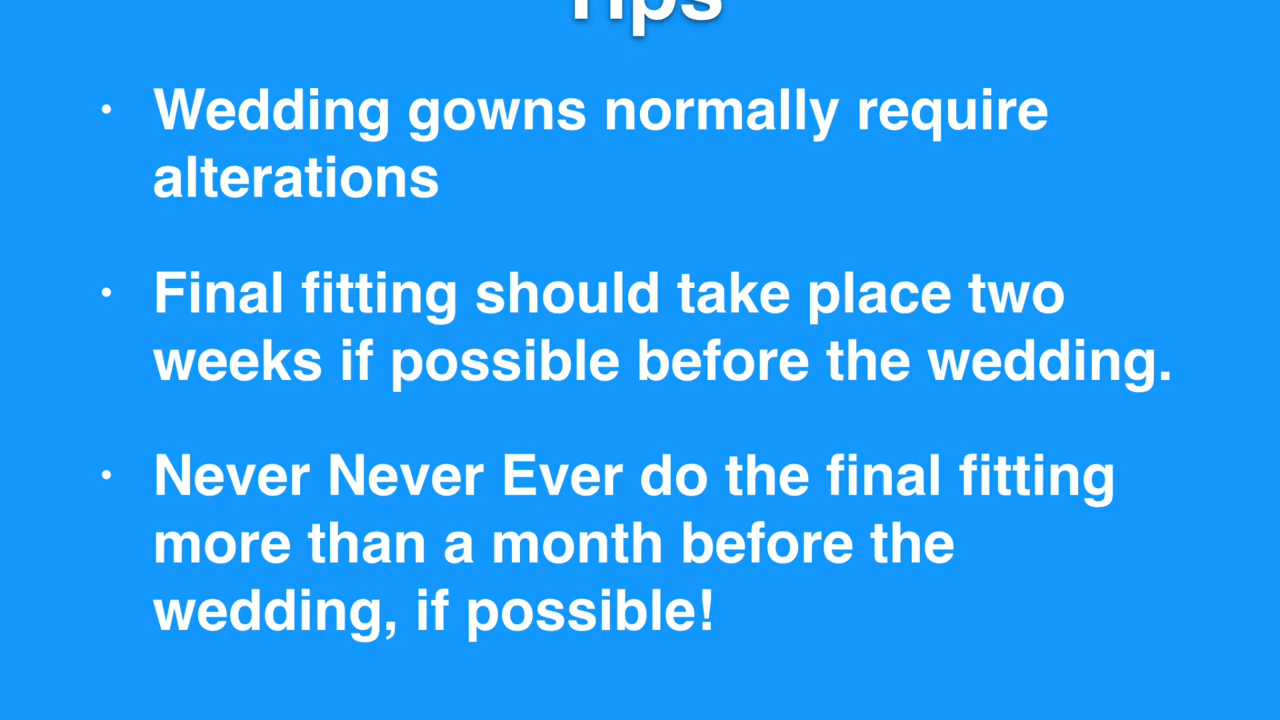 Tips
• Wedding gowns normally require
alterations
• Final fitting should take place two
weeks if possible before the wedding.
• Never Never Ever do the final fitting
more than a month before the
wedding, if possible!